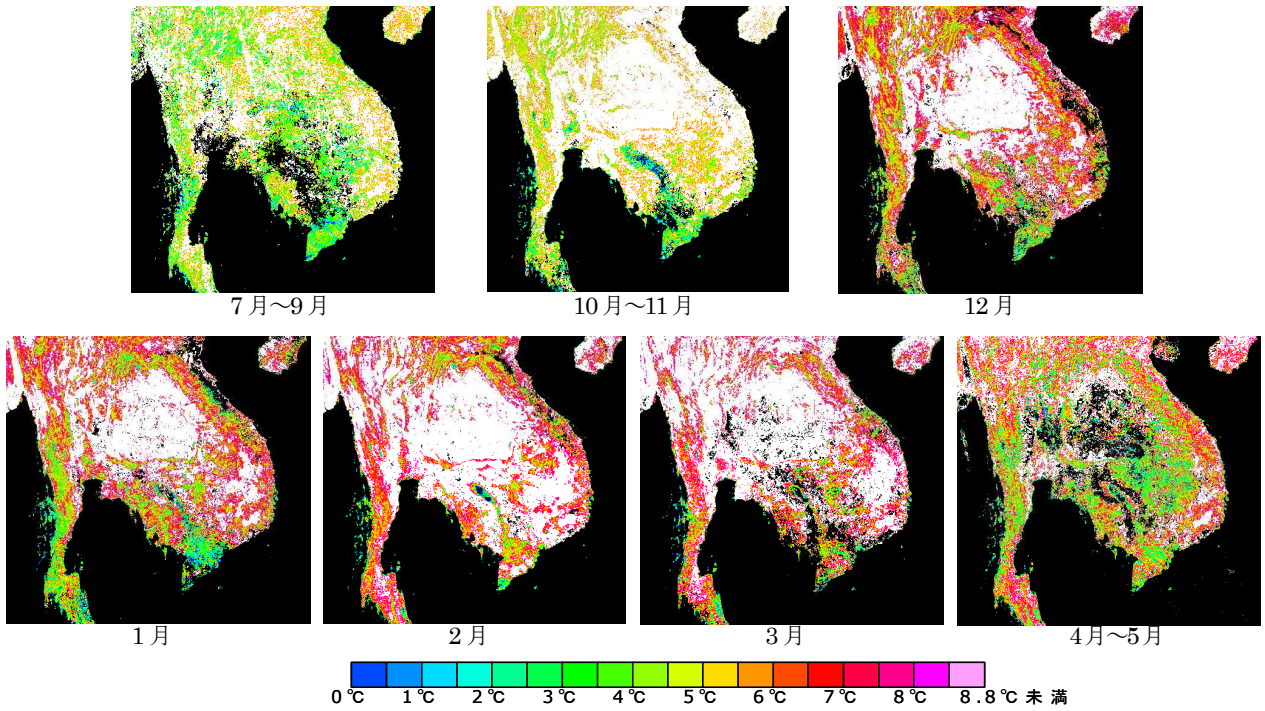 7月～9月
10月～11月
12月
1月
2月
3月
4月～5月
0℃ 1℃ 2℃ 3℃ 4℃ 5℃ 6℃ 7℃ 8℃ 8.8℃未満